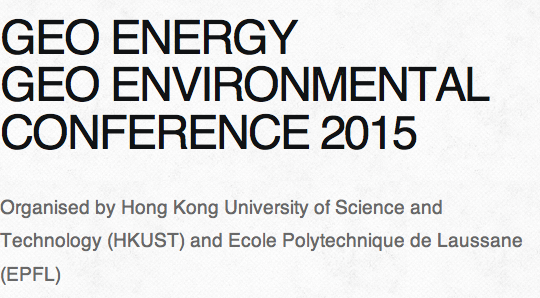 GEO ENERGY
GEO ENVIRONMENTAL
CONFERENCE 2015
Organised by Hong Kong University of Science and
Technology (HKUST) and Ecole Polytechnique de Laussane
(EPFL)